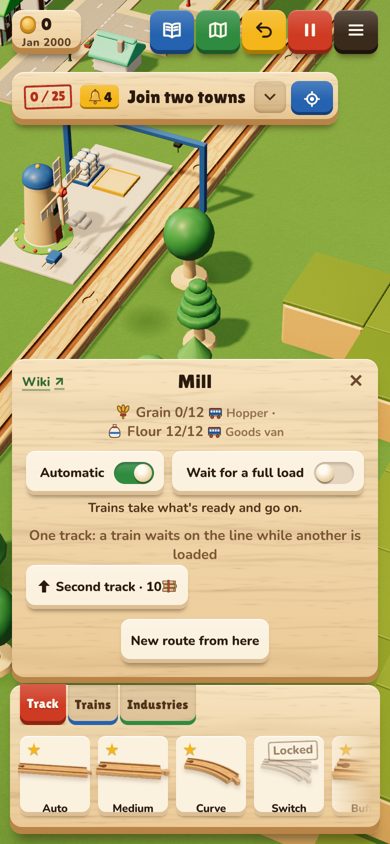 0
Jan 2000
0 / 25
4
Join two towns
Wiki
Mill
Grain 0/12 Hopper ·
Flour 12/12 Goods van
Automatic
Wait for a full load
Trains take what's ready and go on.
One track: a train waits on the line while another is
loaded
Second track · 10
New route from here
Track
Trains
Industries
Auto
Medium
Curve
Locked
Switch